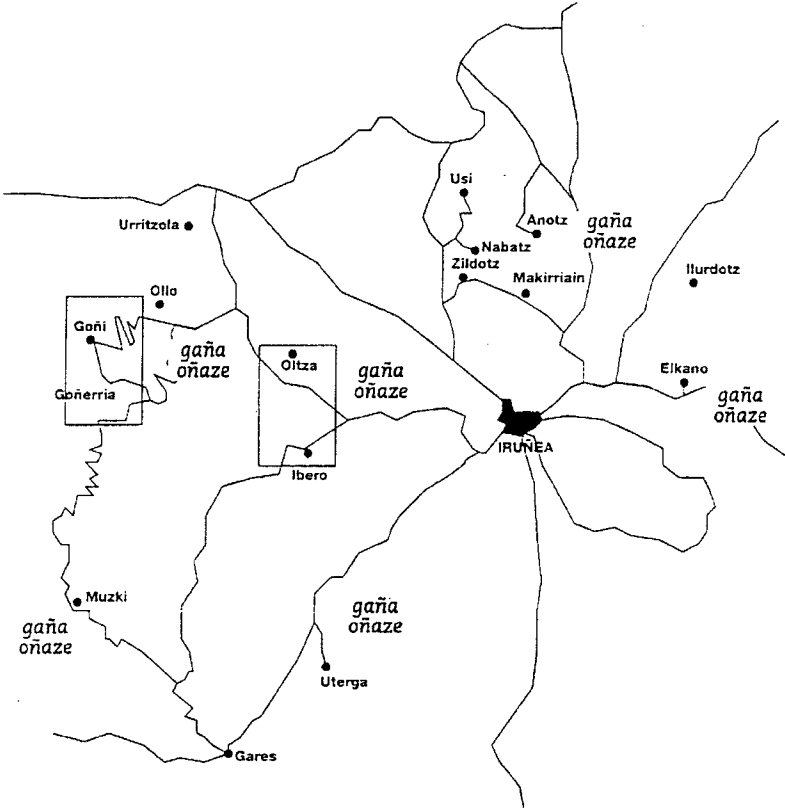 Usi
Urritzola
Anotz
gaña
oñaze
Nabatz
Zildotz
Makirriain
Ilurdotz
Ollo
Goñi
gaña
oñaze
Oltza
gaña
oñaze
Elkano
Goñerria
gaña
oñaze
IRUÑEA
Ibero
Muzki
gaña
oñaze
gaña
oñaze
Uterga
Gares